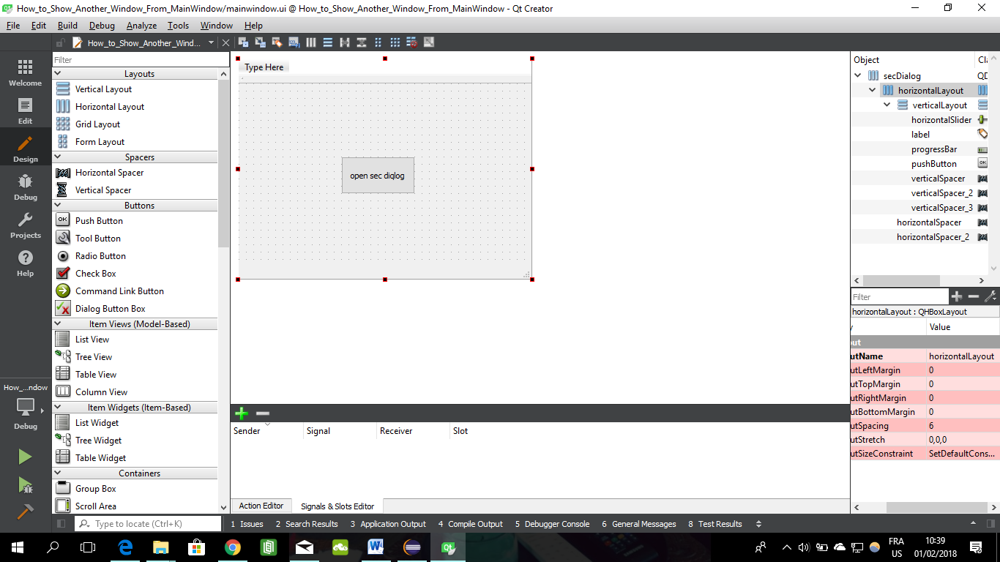 How_to_Show_Another_Window_From_MainWindow/mainwindow.ui @ How_to_Show_Another_Window_From_MainWindow - Qt Creator
File Edit Build Debug Analyze Tools Window Help
How_to_Show_Another_Wind...
Welcome
Edit
Design
Debug
Projects
Help
How_...ndow
Debug
Filter
Layouts
Vertical Layout
Horizontal Layout
Grid Layout
Form Layout
Spacers
Horizontal Spacer
Vertical Spacer
Buttons
OK Push Button
Tool Button
Radio Button
Check Box
Command Link Button
Dialog Button Box
Item Views (Model-Based)
List View
Tree View
Table View
Column View
Item Widgets (Item-Based)
List Widget
Tree Widget
Table Widget
Containers
Group Box
Scroll Area
Type Here
open sec diqlog
Sender Signal Receiver Slot
Action Editor Signals & Slots Editor
Object Cla
secDialog QD
horizontalLayout
verticalLayout
horizontalSlider
label
progressBar
pushButton OK
verticalSpacer
verticalSpacer_2
verticalSpacer_3
horizontalSpacer
horizontalSpacer_2
Filter
horizontalLayout : QHBoxLayout
y Value
out
utName horizontalLayout
utLeftMargin 0
utTopMargin 0
utRightMargin 0
utBottomMargin 0
utSpacing 6
utStretch 0,0,0
utSizeConstraint SetDefaultCons...
Type to locate (Ctrl+K) 1 Issues 2 Search Results 3 Application Output 4 Compile Output 5 Debugger Console 6 General Messages 8 Test Results
FRA
US
10:39
01/02/2018